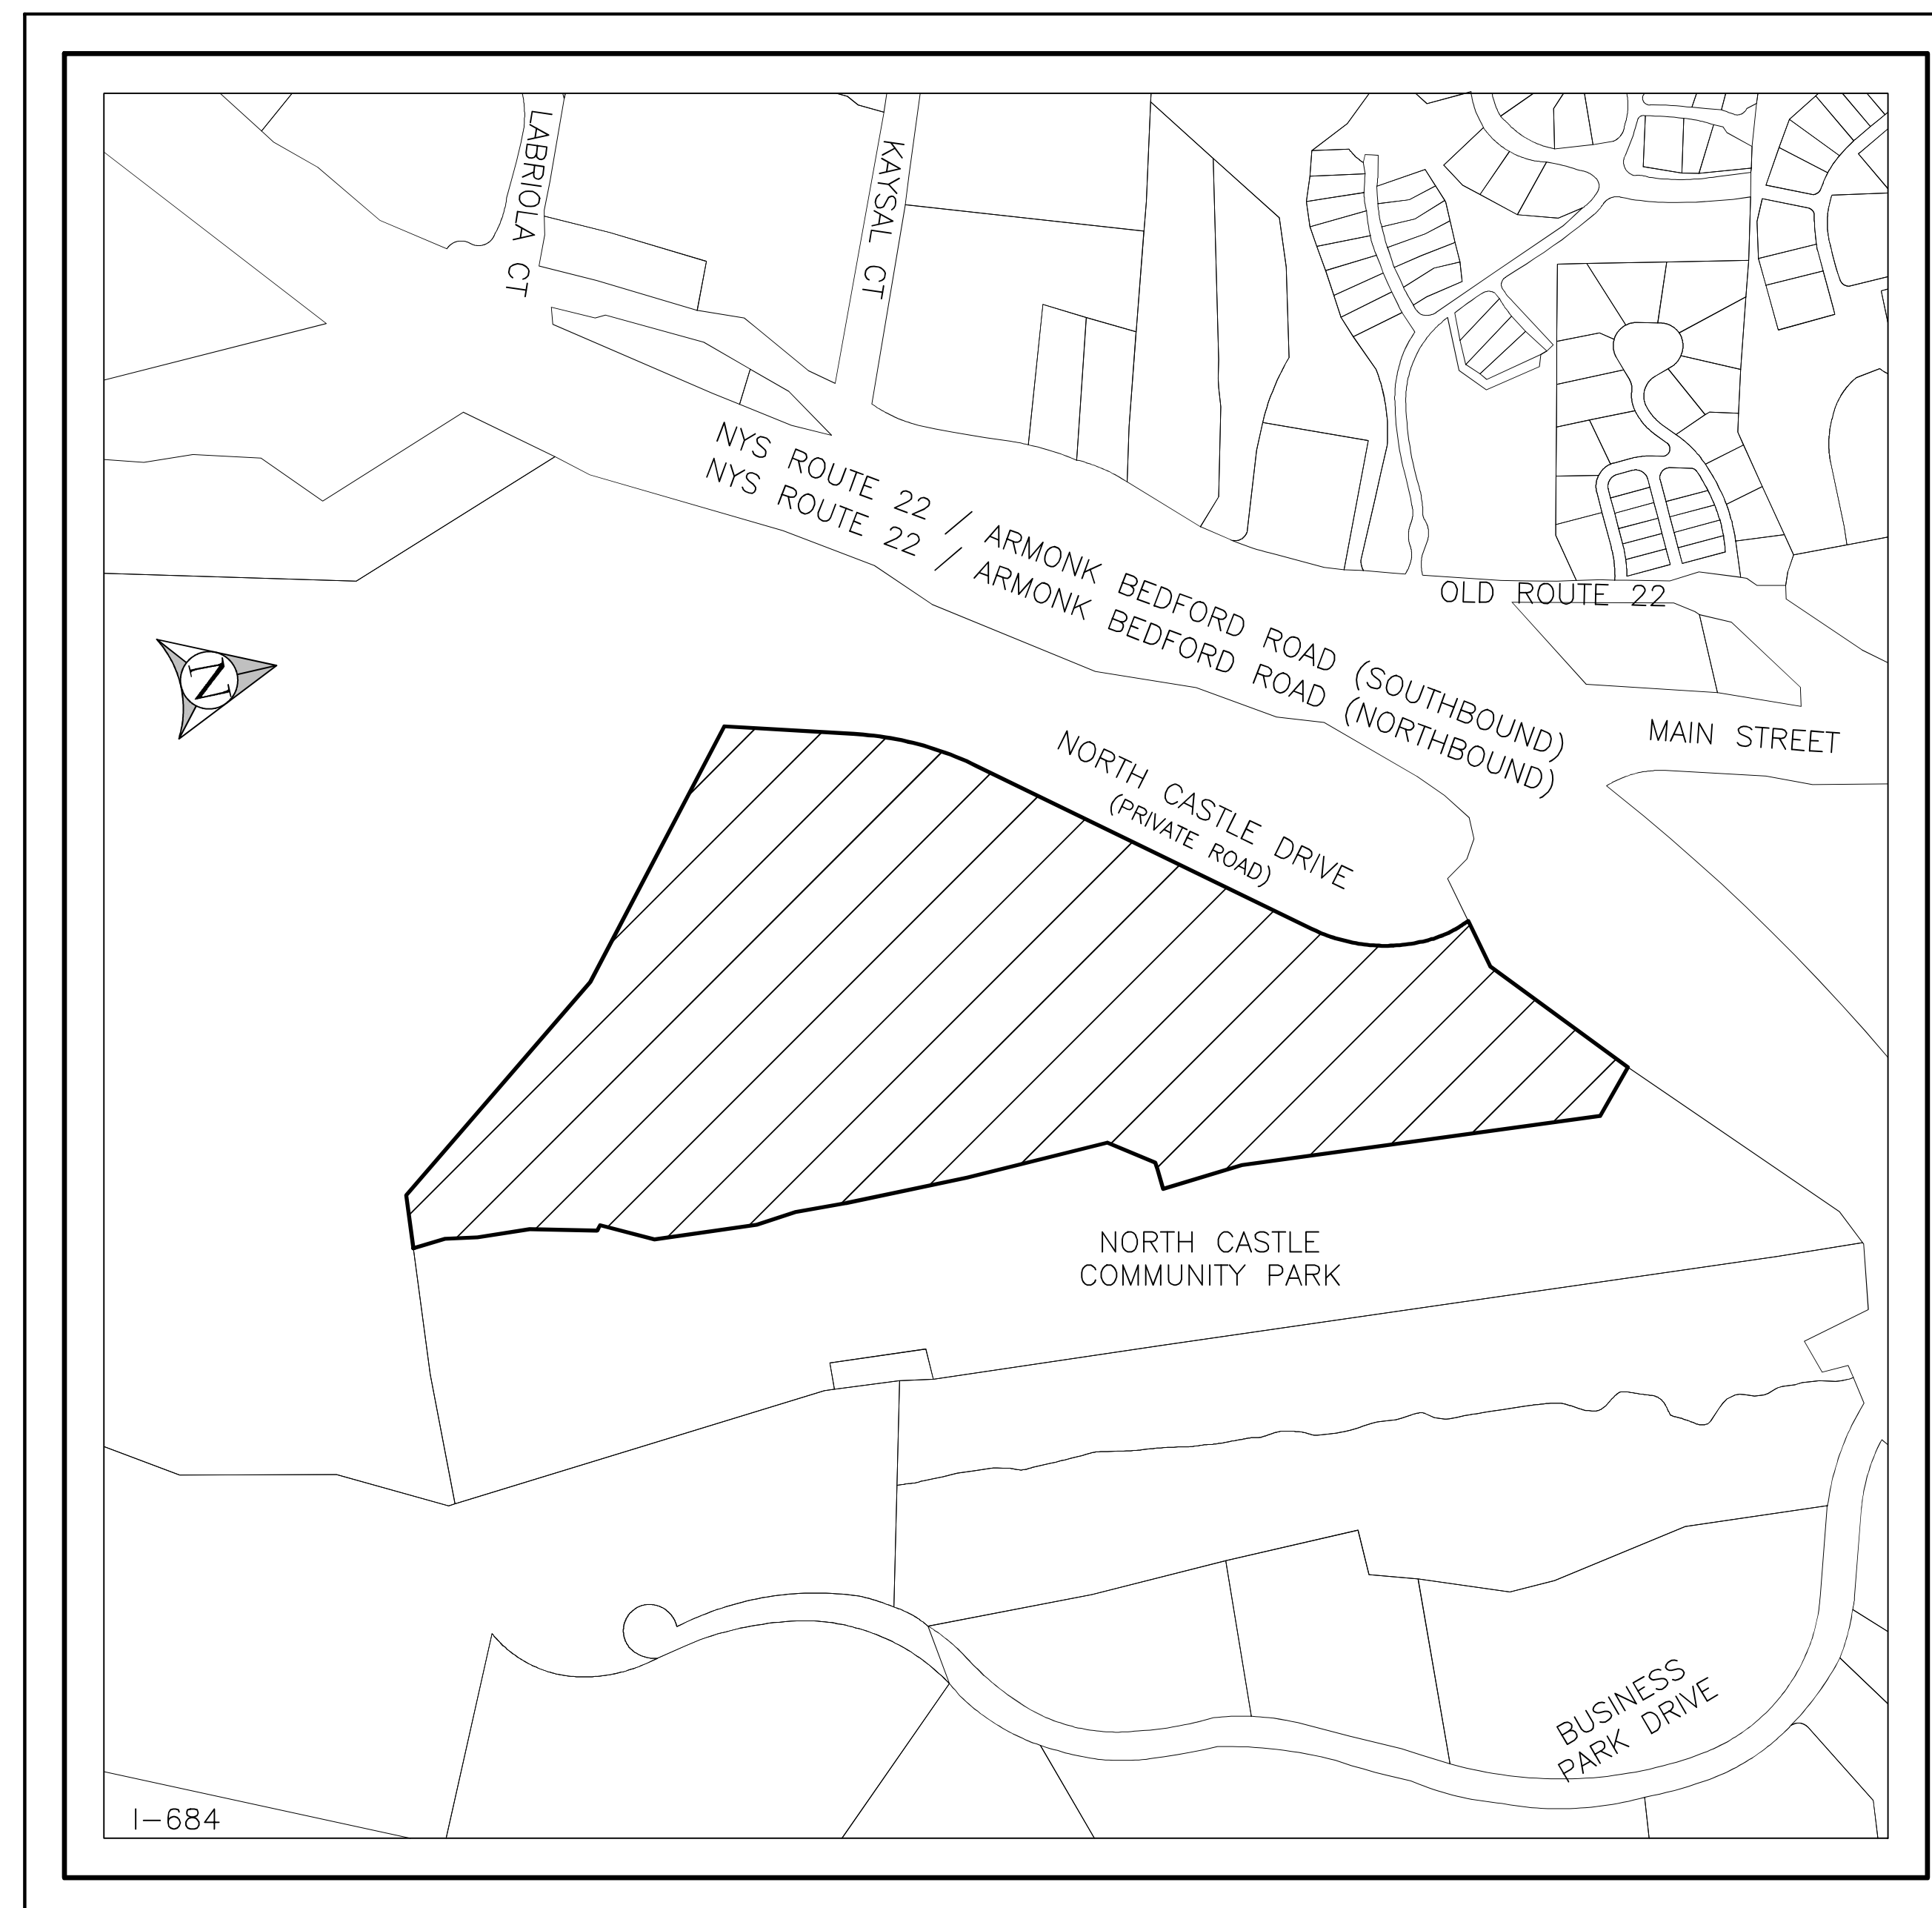 LABRIOLA CT
KAYSAL CT
NYS ROUTE 22 / ARMONK BEDFORD ROAD (SOUTHBOUND)
NYS ROUTE 22 / ARMONK BEDFORD ROAD (NORTHBOUND)
OLD ROUTE 22
N
MAIN STREET
NORTH CASTLE DRIVE
(PRIVATE ROAD)
NORTH CASTLE
COMMUNITY PARK
BUSINESS
PARK DRIVE
I-684